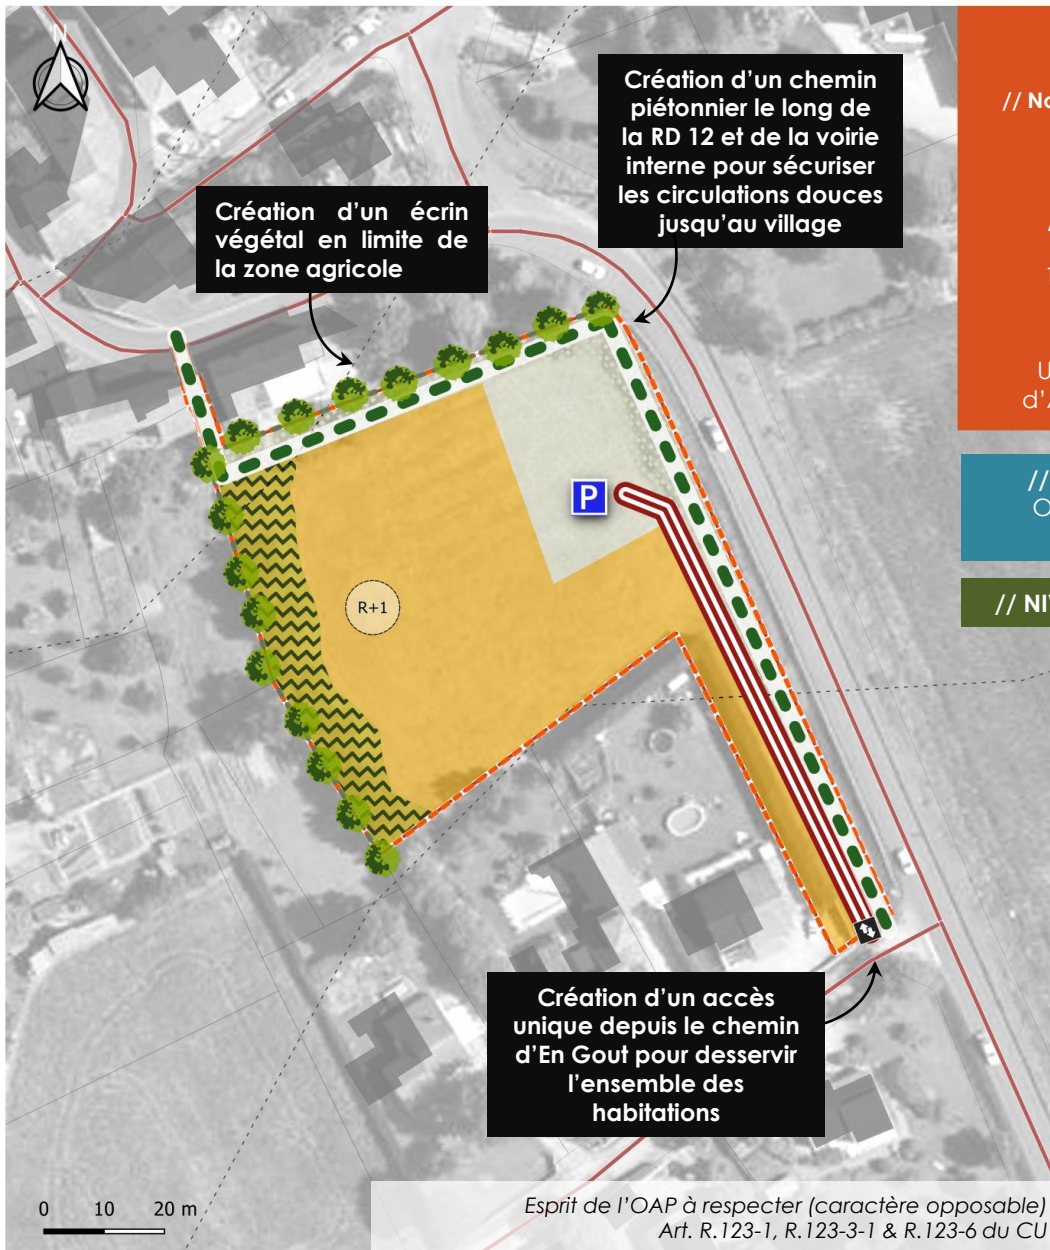 N
Création d'un chemin
piétonnier le long de
la RD 12 et de la voirie
interne pour sécuriser
les circulations douces
jusqu'au village
Création d'un écrin
végétal en limite de
la zone agricole
P
R+1
Création d'un accès
unique depuis le chemin
d'En Gout pour desservir
l'ensemble des
habitations
0 10 20 m
Esprit de l'OAP à respecter (caractère opposable)
Art. R.123-1, R.123-3-1 & R.123-6 du CU
//
U
d'
//
O
// NI